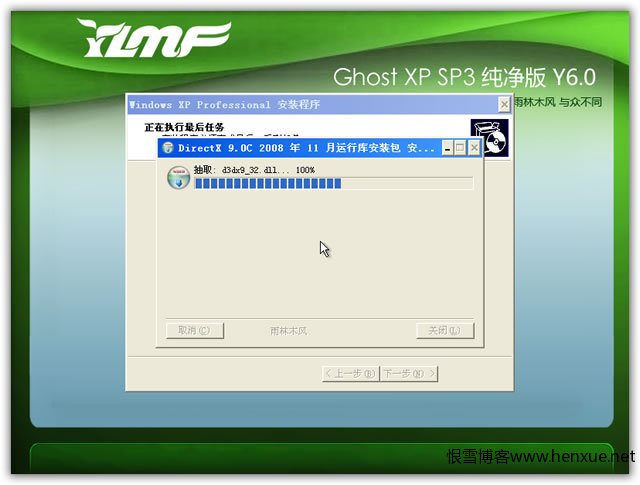 YLMF
Ghost XP SP3 纯净版 Y6.0
雨林木风 与众不同
Windows XP Professional 安装程序
正在执行最后任务
DirectX 9.0C 2008 年 11 月运行库安装包 安...
抽取: d3dx9_32.dll... 100%
取消(C)
雨林木风
关闭(L)
< 上一步(B)
下一步(N) >
恨雪博客www.henxue.net